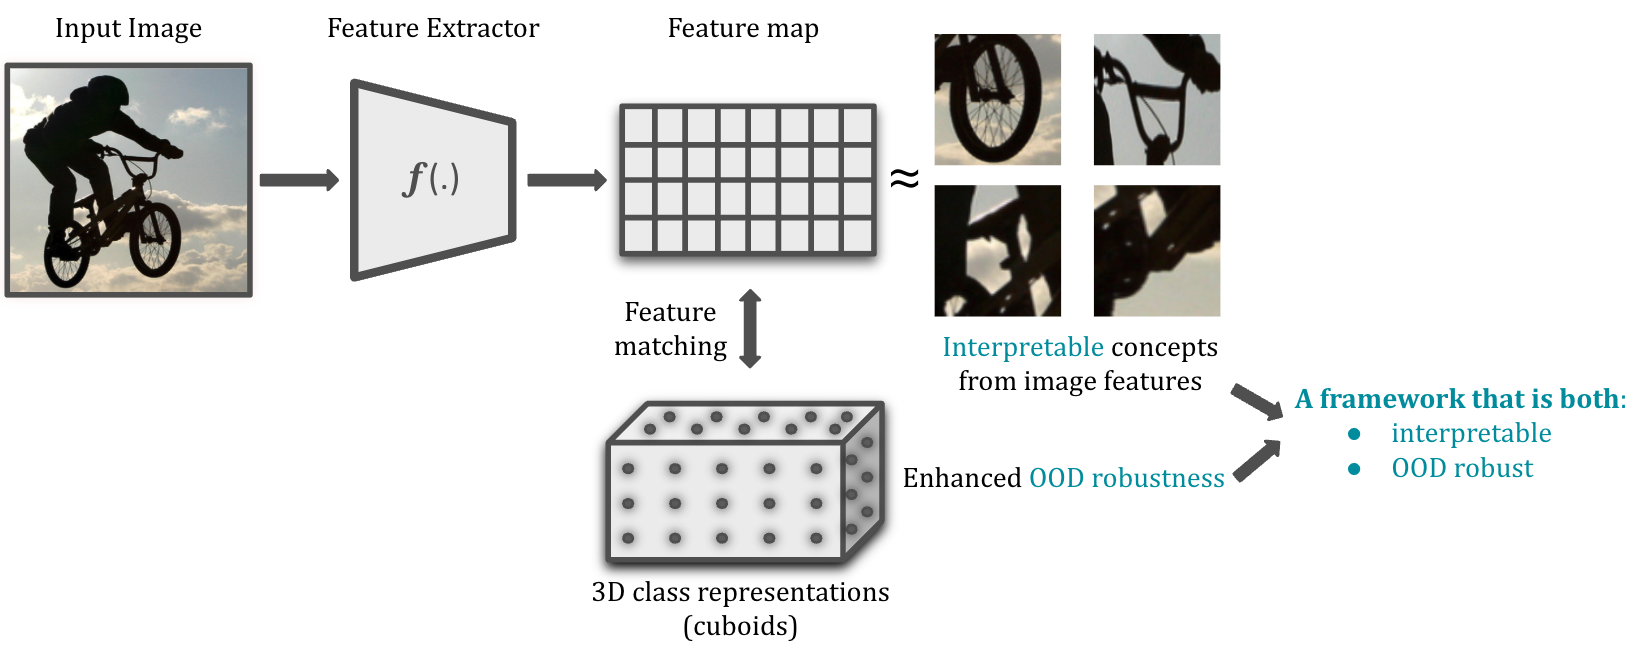 Input Image
Feature Extractor
Feature map
f(.)
≈
Feature
matching
Interpretable concepts
from image features
A framework that is both:
● interpretable
● OOD robust
Enhanced OOD robustness
3D class representations
(cuboids)